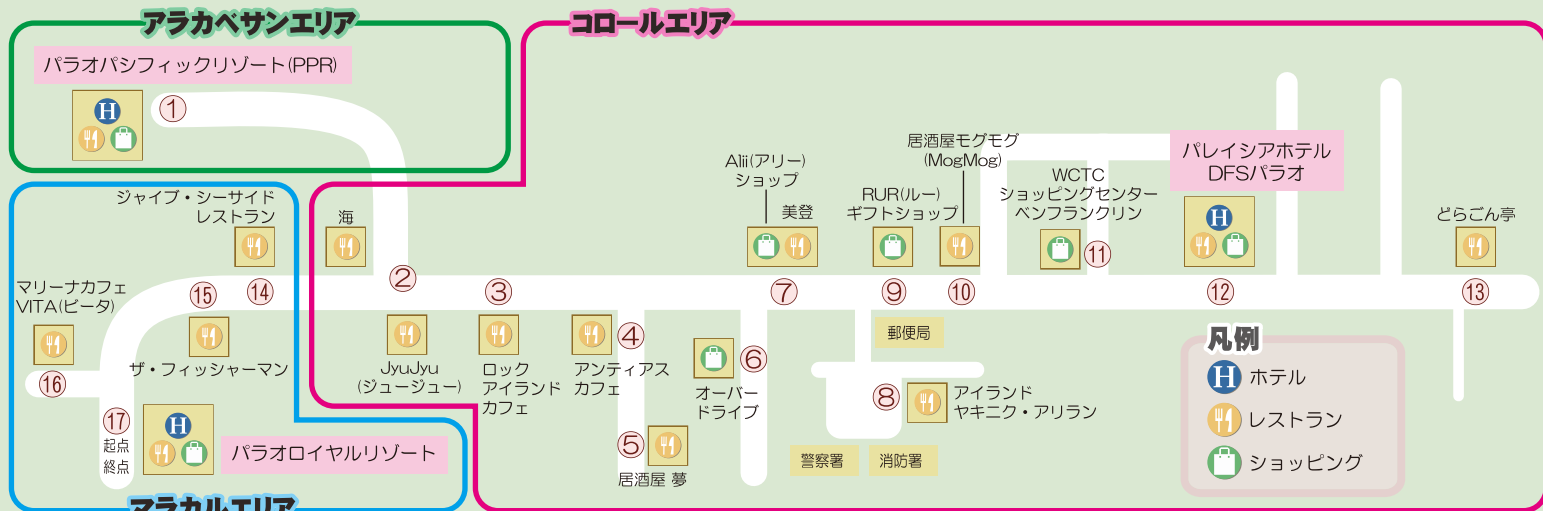 アラカベサンエリア
コロールエリア
パラオパシフィックリゾート(PPR)
H
①
ジャイブ・シーサイド
レストラン
海
Alii(アリー)
ショップ
美登
居酒屋モグモグ
(MogMog)
RUR(ルー)
ギフトショップ
WCTC
ショッピングセンター
ベンフランクリン
パレイシアホテル
DFSパラオ
H
どらごん亭
マリーナカフェ
VITA(ビータ)
⑮
⑭
②
③
⑦
⑨
⑩
⑪
⑫
⑬
ザ・フィッシャーマン
JyuJyu
(ジュージュー)
ロック
アイランド
カフェ
アンティアス
カフェ
④
オーバー
ドライブ
⑥
郵便局
⑧
アイランド
ヤキニク・アリラン
⑯
⑰
起点
終点
H
パラオロイヤルリゾート
⑤
居酒屋 夢
警察署
消防署
凡例
H ホテル
レストラン
ショッピング
マラカルエリア